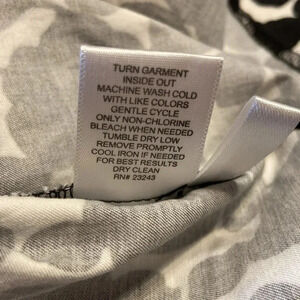 TURN GARMENT
INSIDE OUT
MACHINE WASH COLD
WITH LIKE COLORS
GENTLE CYCLE
ONLY NON-CHLORINE
BLEACH WHEN NEEDED
TUMBLE DRY LOW
REMOVE PROMPTLY
COOL IRON IF NEEDED
FOR BEST RESULTS
DRY CLEAN
RN# 23243